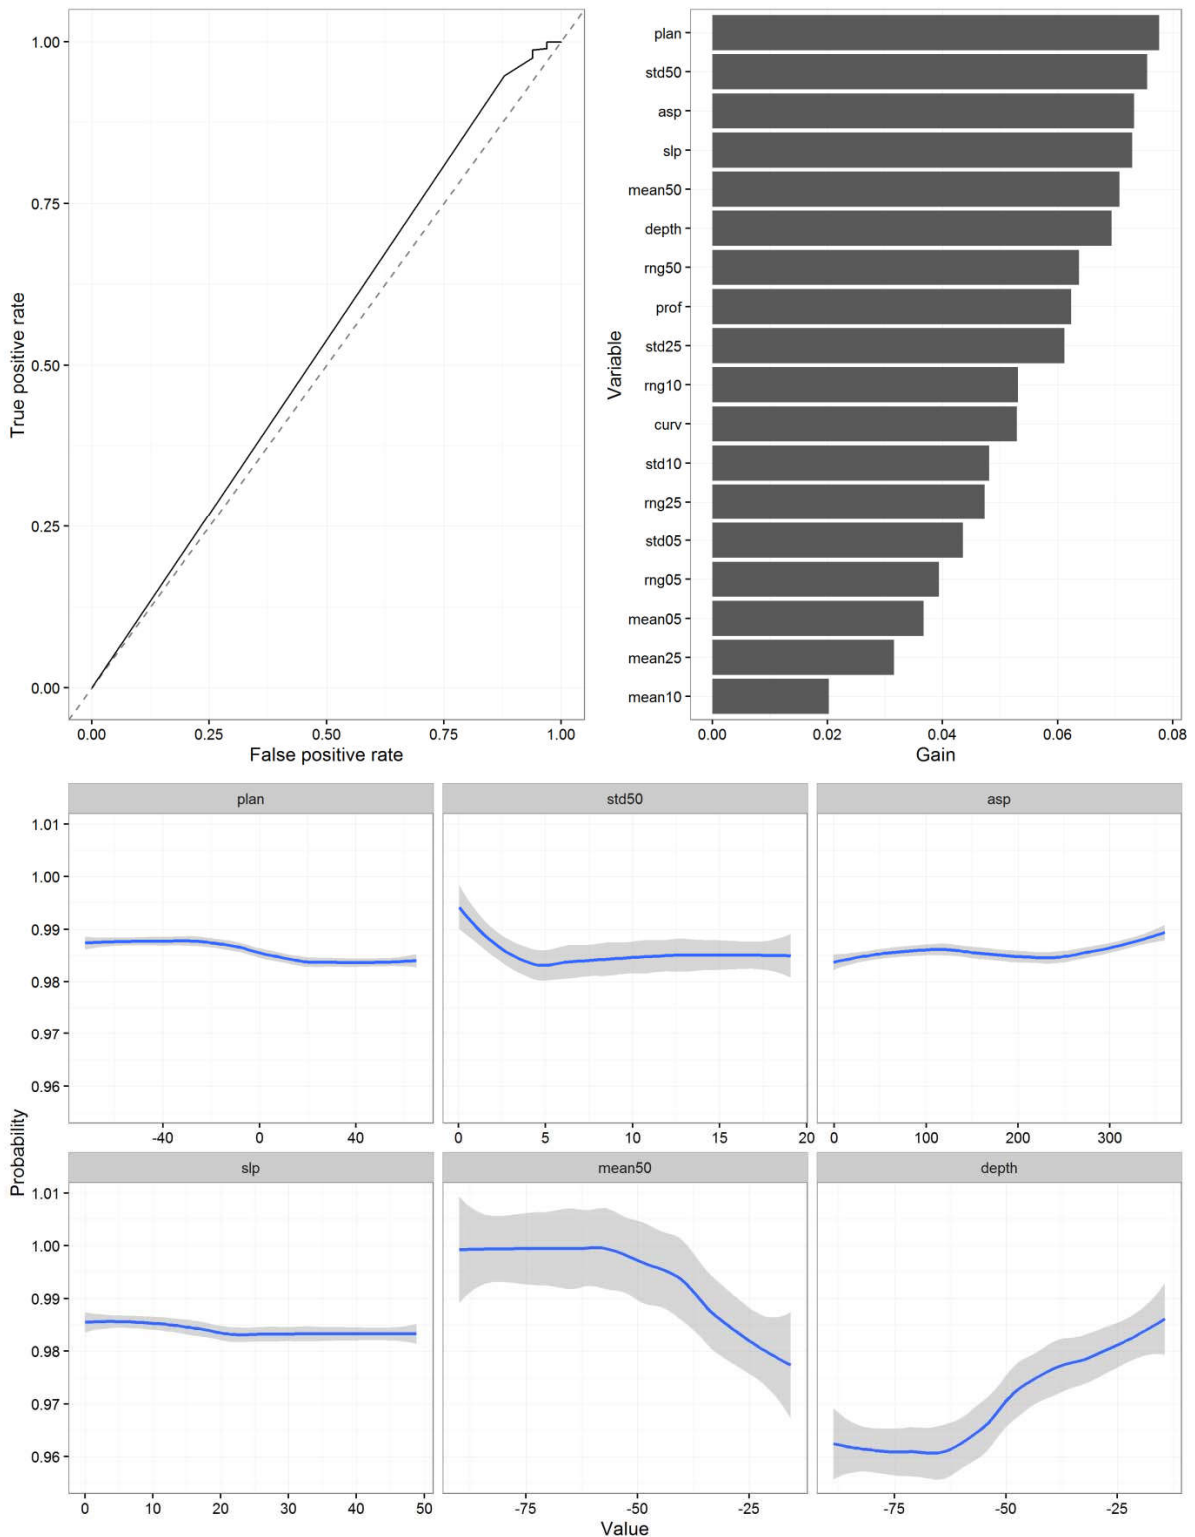 1.00
0.75
0.50
0.25
0.00
True positive rate
0.00 0.25 0.50 0.75 1.00
False positive rate
plan
std50
asp
slp
mean50
depth
rng50
prof
std25
rng10
curv
std10
rng25
std05
rng05
mean05
mean25
mean10
Variable
0.00 0.02 0.04 0.06 0.08
Gain
plan std50 asp
1.01
1.00
0.99
0.98
0.97
0.96
-40 0 40
0 5 10 15 20
0 100 200 300
Probability
slp mean50 depth
1.01
1.00
0.99
0.98
0.97
0.96
0 10 20 30 40 50
-75 -50 -25
-75 -50 -25
Value